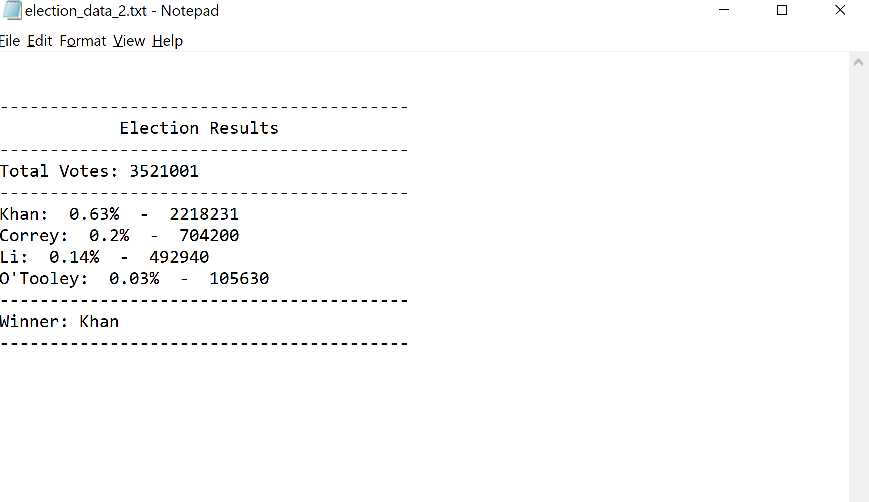 election_data_2.txt - Notepad
File Edit Format View Help
-----------------------------------------
            Election Results
-----------------------------------------
Total Votes: 3521001
-----------------------------------------
Khan:  0.63%  -  2218231
Correy:  0.2%  -  704200
Li:  0.14%  -  492940
O'Tooley:  0.03%  -  105630
-----------------------------------------
Winner: Khan
-----------------------------------------